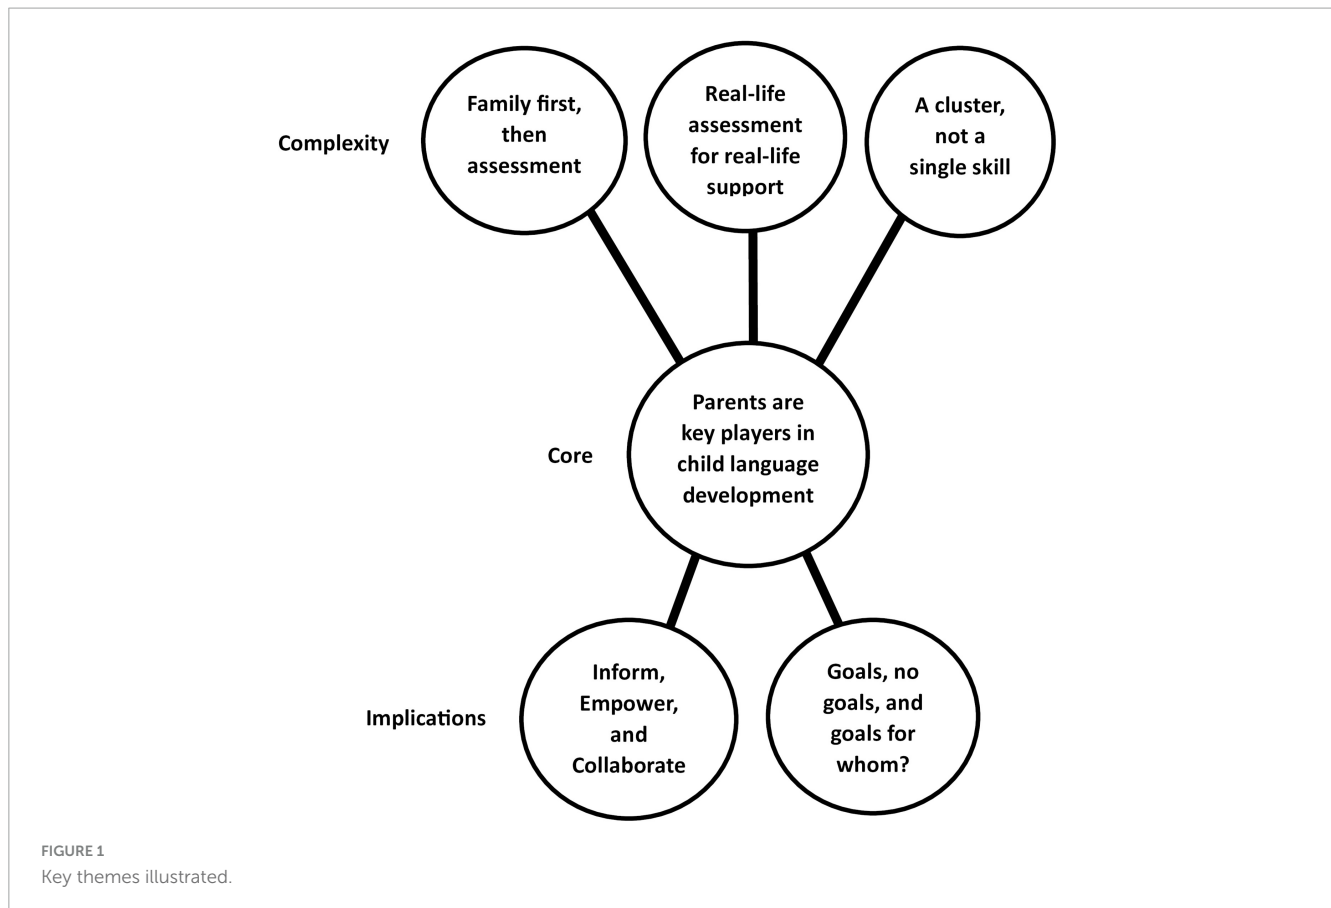 Complexity
Family first,
then
assessment
Real-life
assessment
for real-life
support
A cluster,
not a
single skill
Core
Parents are
key players in
child language
development
Implications
Inform,
Empower,
and
Collaborate
Goals, no
goals, and
goals for
whom?
FIGURE 1
Key themes illustrated.